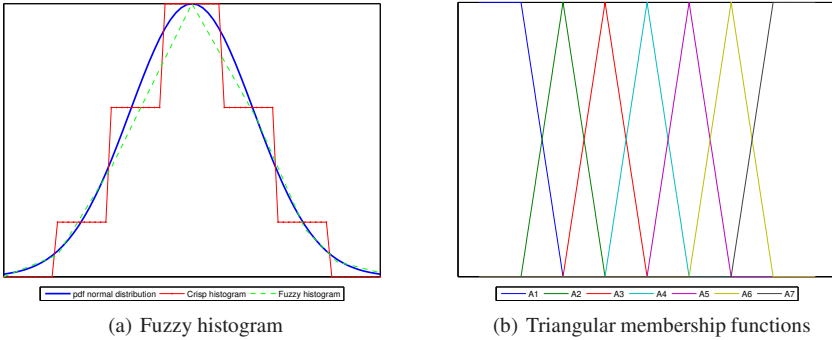 pdf normal distribution Crisp histogram Fuzzy histogram
A1 A2 A3 A4 A5 A6 A7
(a) Fuzzy histogram
(b) Triangular membership functions